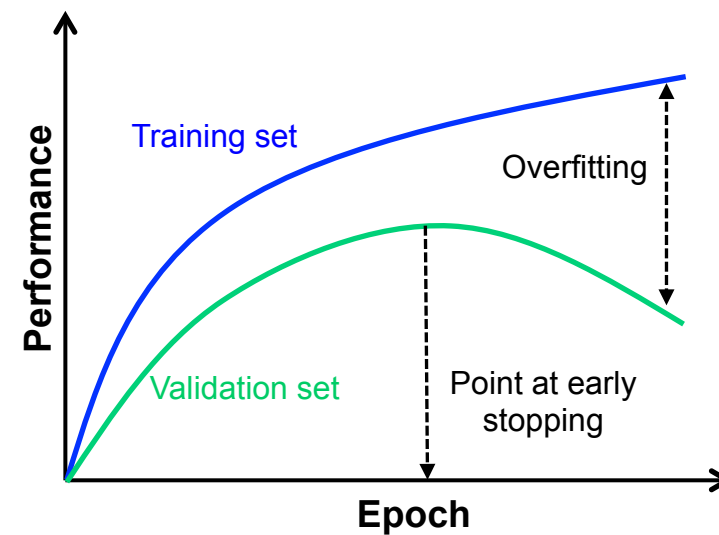 Training set
Overfitting
Performance
Validation set
Point at early
stopping
Epoch